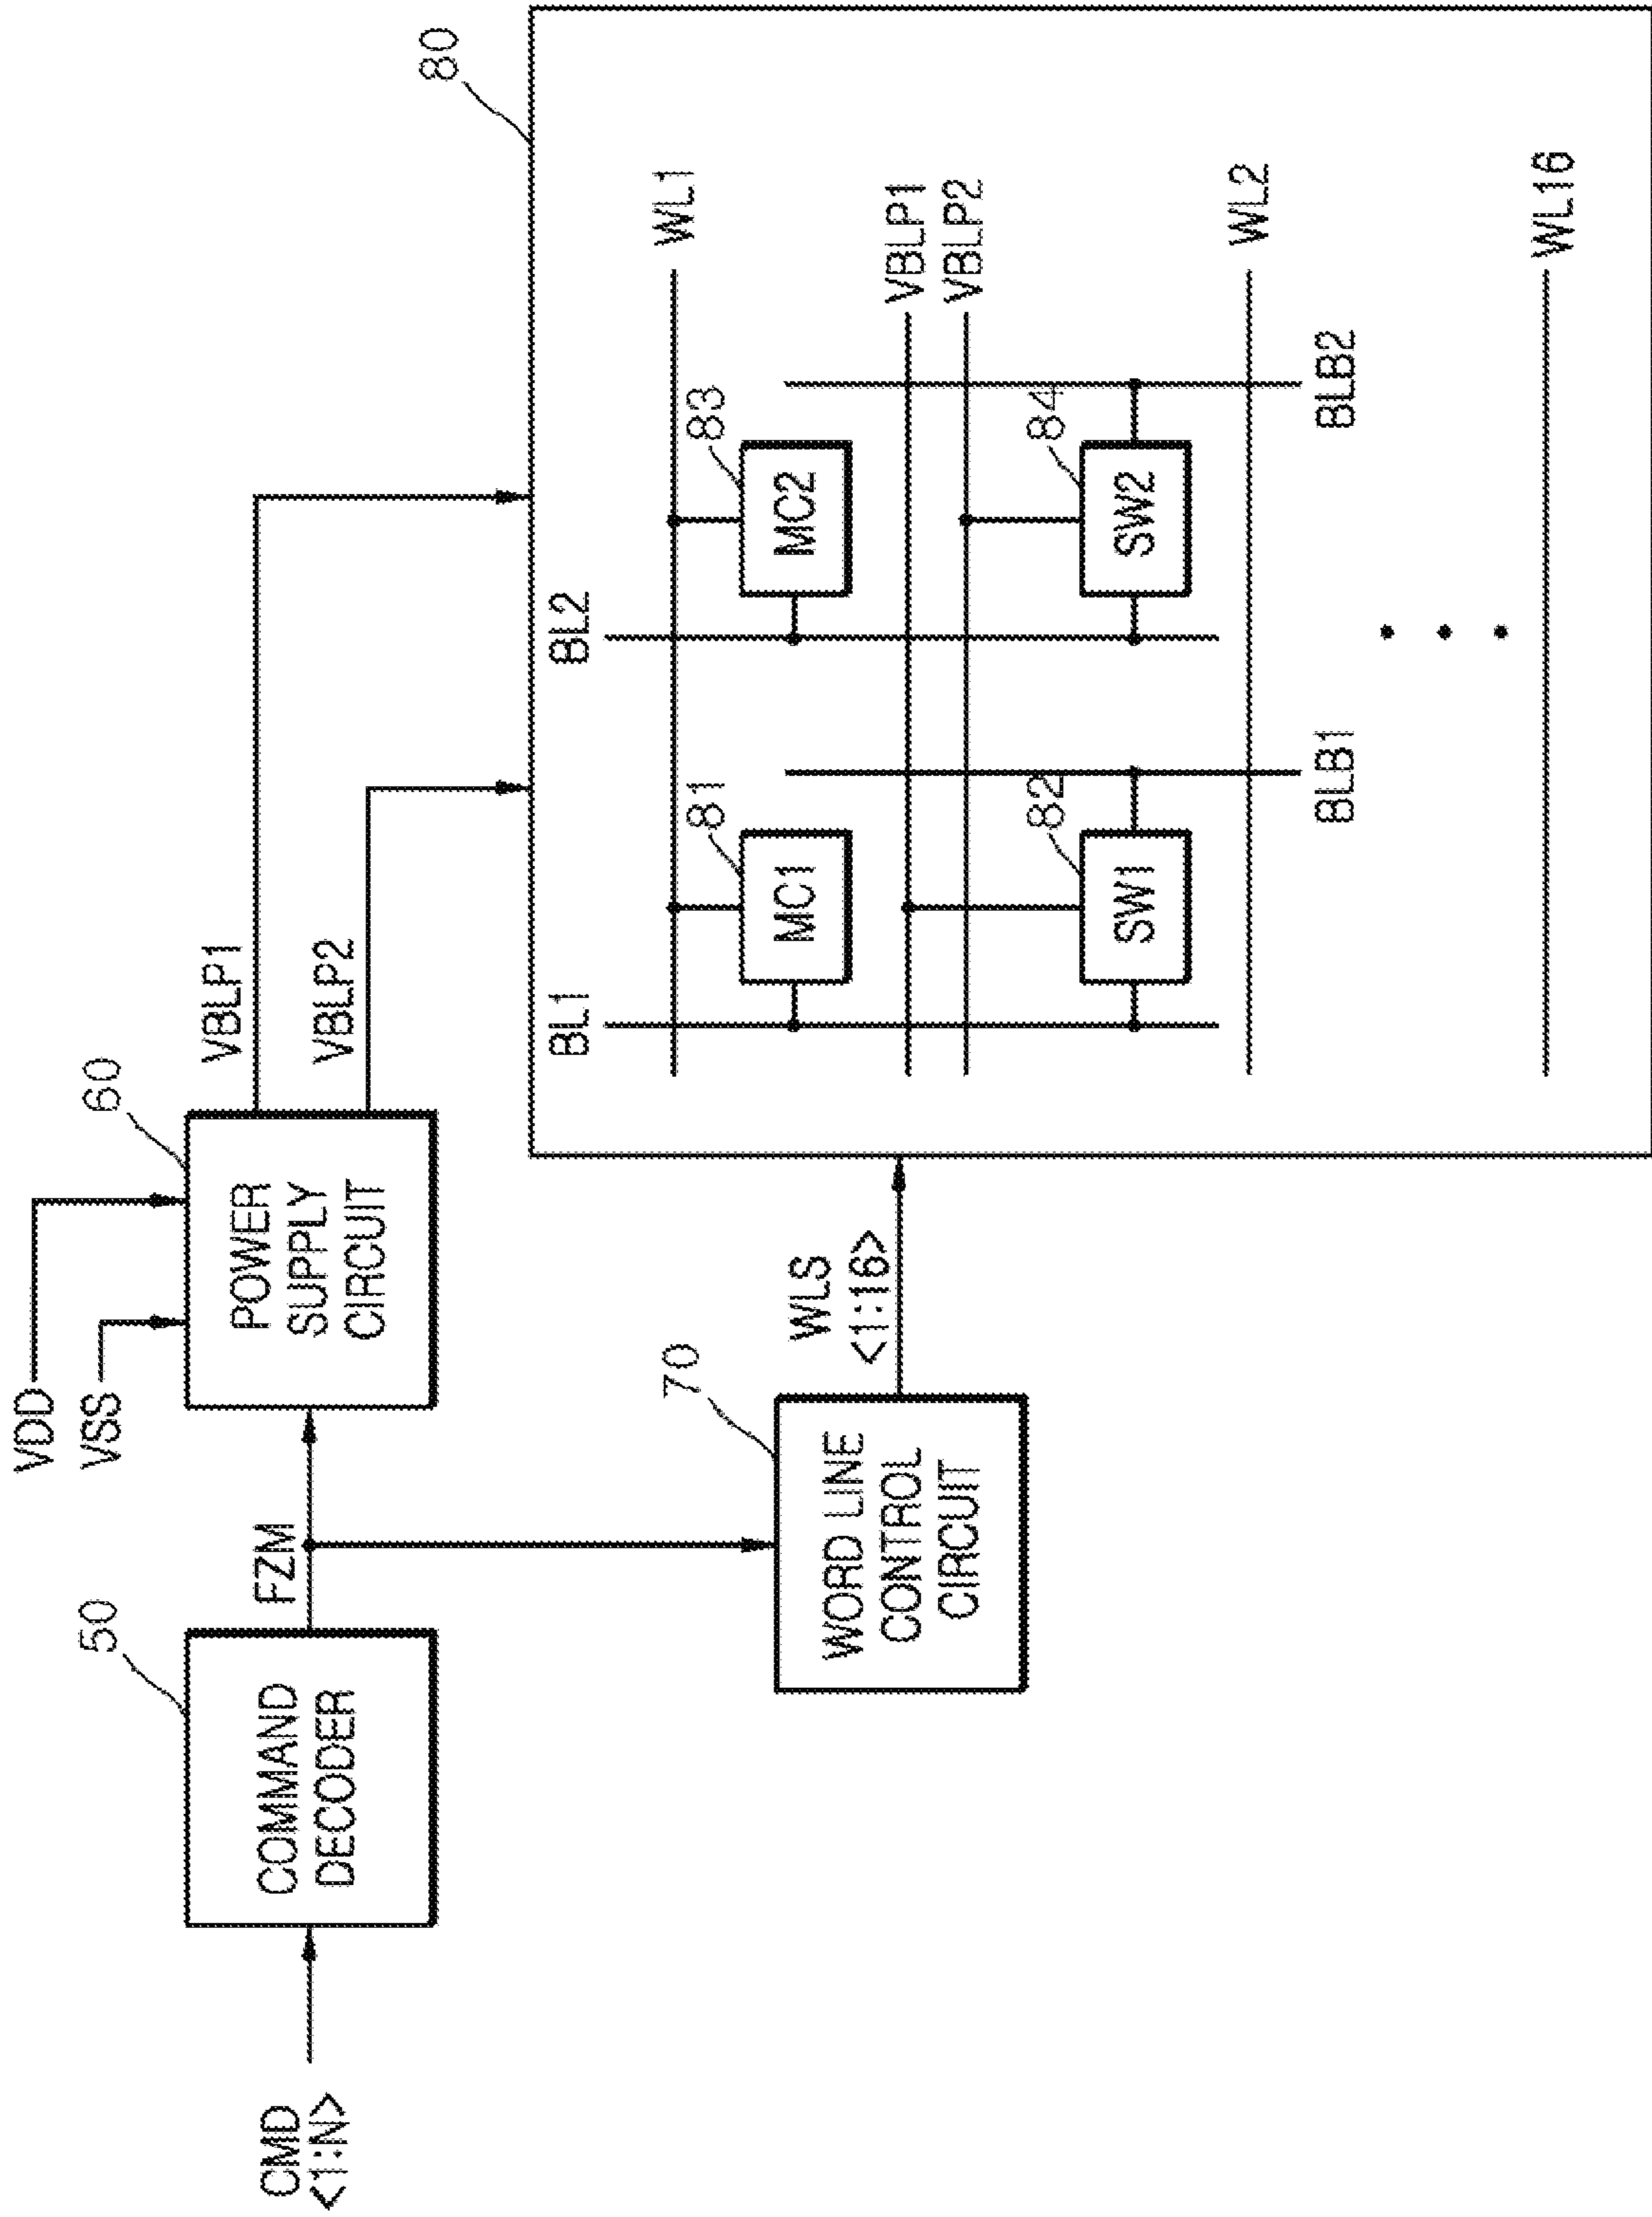 CMD
<1:N>
50
COMMAND
DECODER
FZM
VDD
VSS
60
POWER
SUPPLY
CIRCUIT
VBLP1
VBLP2
70
WORD LINE
CONTROL
CIRCUIT
WLS
<1:16>
80
BL1
BL2
WL1
81
MC1
83
MC2
VBLP1
VBLP2
82
SW1
84
SW2
WL2
BLB1
BLB2
WL16